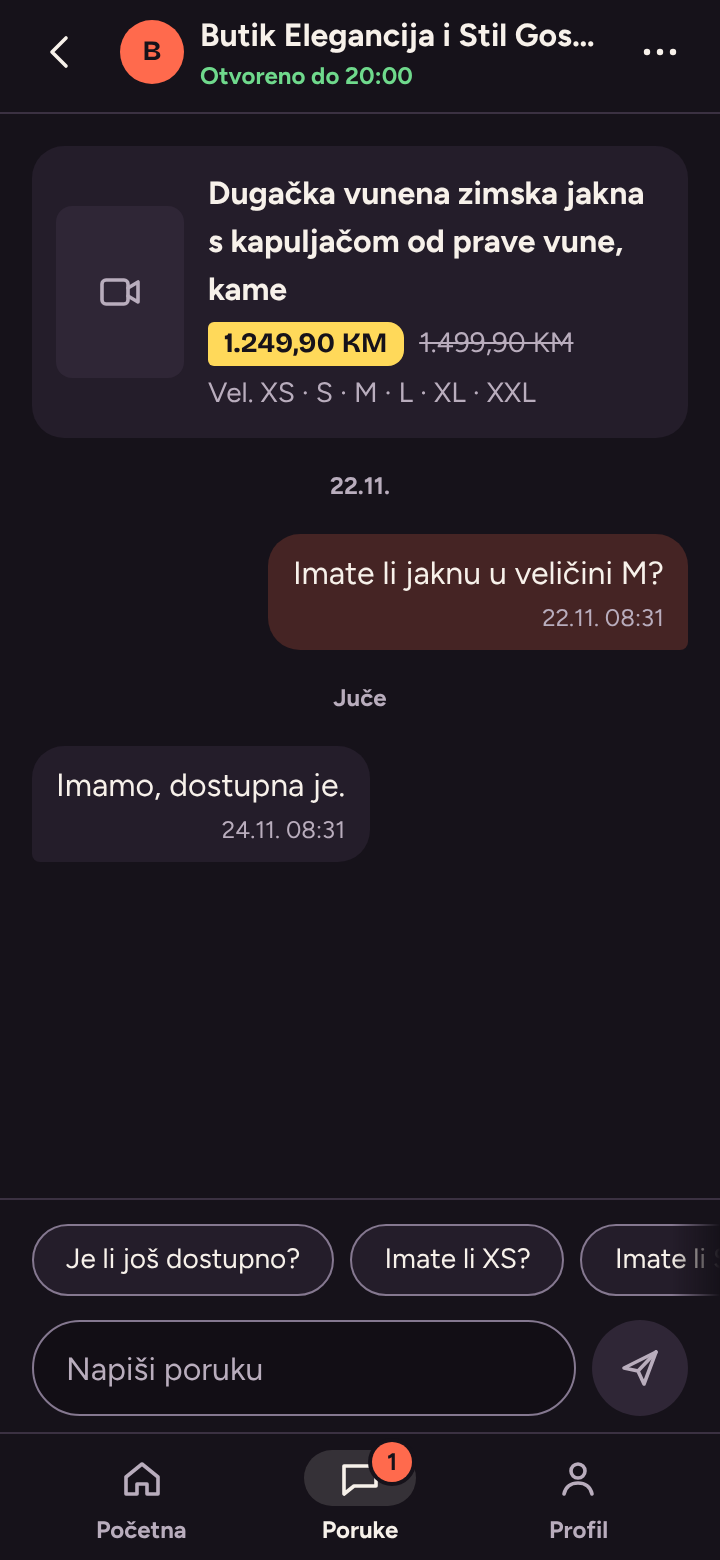 B
Butik Elegancija i Stil Gos...
Otvoreno do 20:00
Dugačka vunena zimska jakna
s kapuljačom od prave vune,
kame
1.249,90 KM 1.499,90 KM
Vel. XS · S · M · L · XL · XXL
22.11.
Imate li jaknu u veličini M?
22.11. 08:31
Juče
Imamo, dostupna je.
24.11. 08:31
Je li još dostupno? Imate li XS? Imate li
Napiši poruku
1
Početna Poruke Profil